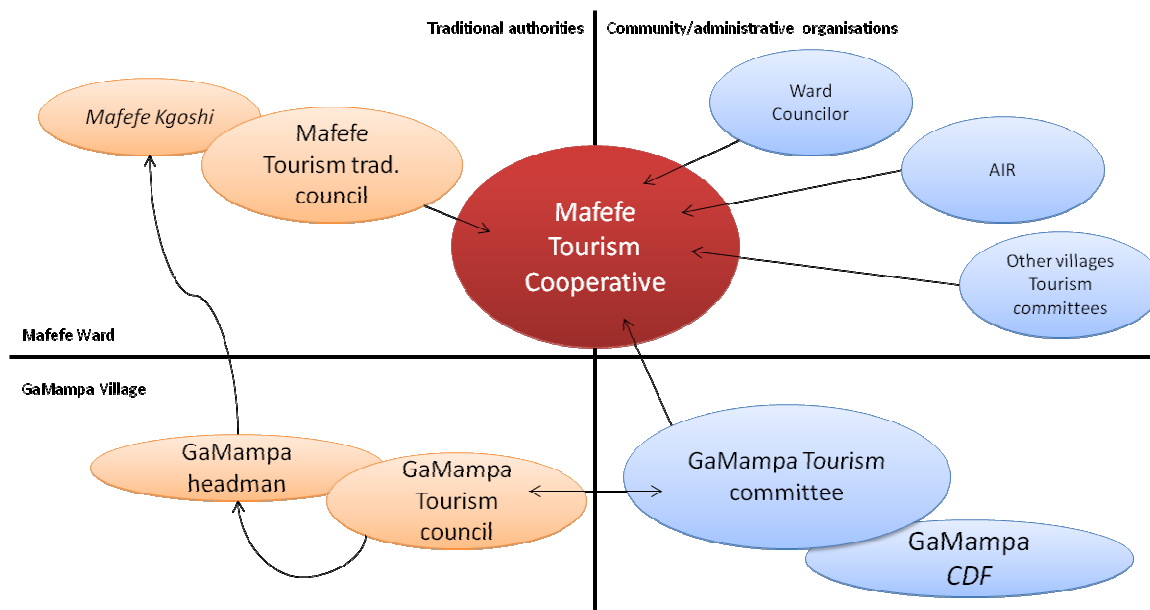 Traditional authorities
Community/administrative organisations
Mafefe Kgoshi
Mafefe
Tourism trad.
council
Ward
Councilor
AIR
Mafefe
Tourism
Cooperative
Other villages
Tourism
committees
Mafefe Ward
GaMampa Village
GaMampa
headman
GaMampa
Tourism
council
GaMampa Tourism
committee
GaMampa
CDF